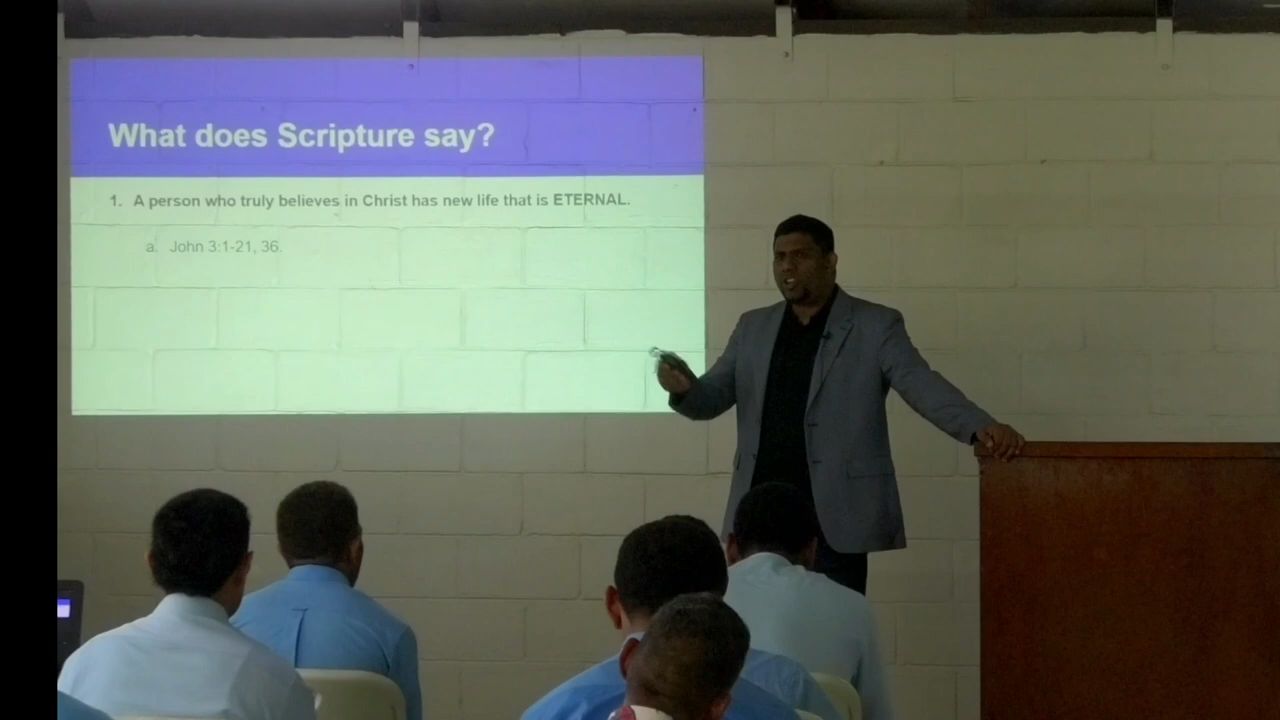 What does Scripture say?
1. A person who truly believes in Christ has new life that is ETERNAL.
a. John 3:1-21, 36.